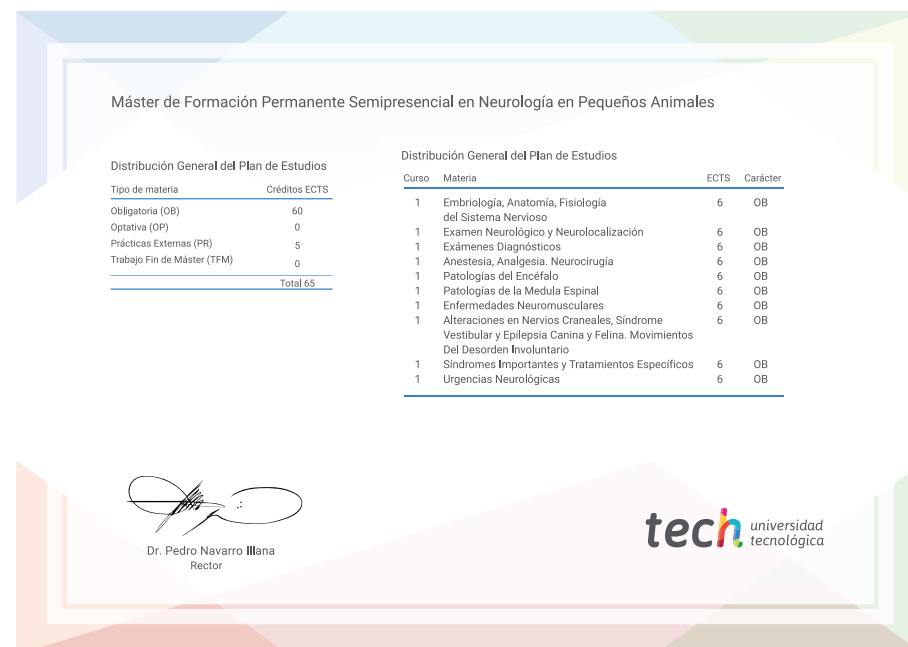 Máster de Formación Permanente Semipresencial en Neurología en Pequeños Animales
Distribución General del Plan de Estudios
Tipo de materia Créditos ECTS
Obligatoria (OB) 60
Optativa (OP) 0
Prácticas Externas (PR) 5
Trabajo Fin de Máster (TFM) 0
Total 65
Distribución General del Plan de Estudios
Curso Materia ECTS Carácter
1 Embriología, Anatomía, Fisiología 6 OB
del Sistema Nervioso
1 Examen Neurológico y Neurolocalización 6 OB
1 Exámenes Diagnósticos 6 OB
1 Anestesia, Analgesia. Neurocirugía 6 OB
1 Patologías del Encéfalo 6 OB
1 Patologías de la Medula Espinal 6 OB
1 Enfermedades Neuromusculares 6 OB
1 Alteraciones en Nervios Craneales, Síndrome 6 OB
Vestibular y Epilepsia Canina y Felina. Movimientos
Del Desorden Involuntario
1 Síndromes Importantes y Tratamientos Específicos 6 OB
1 Urgencias Neurológicas 6 OB
Dr. Pedro Navarro Illana
Rector
tech universidad
tecnológica